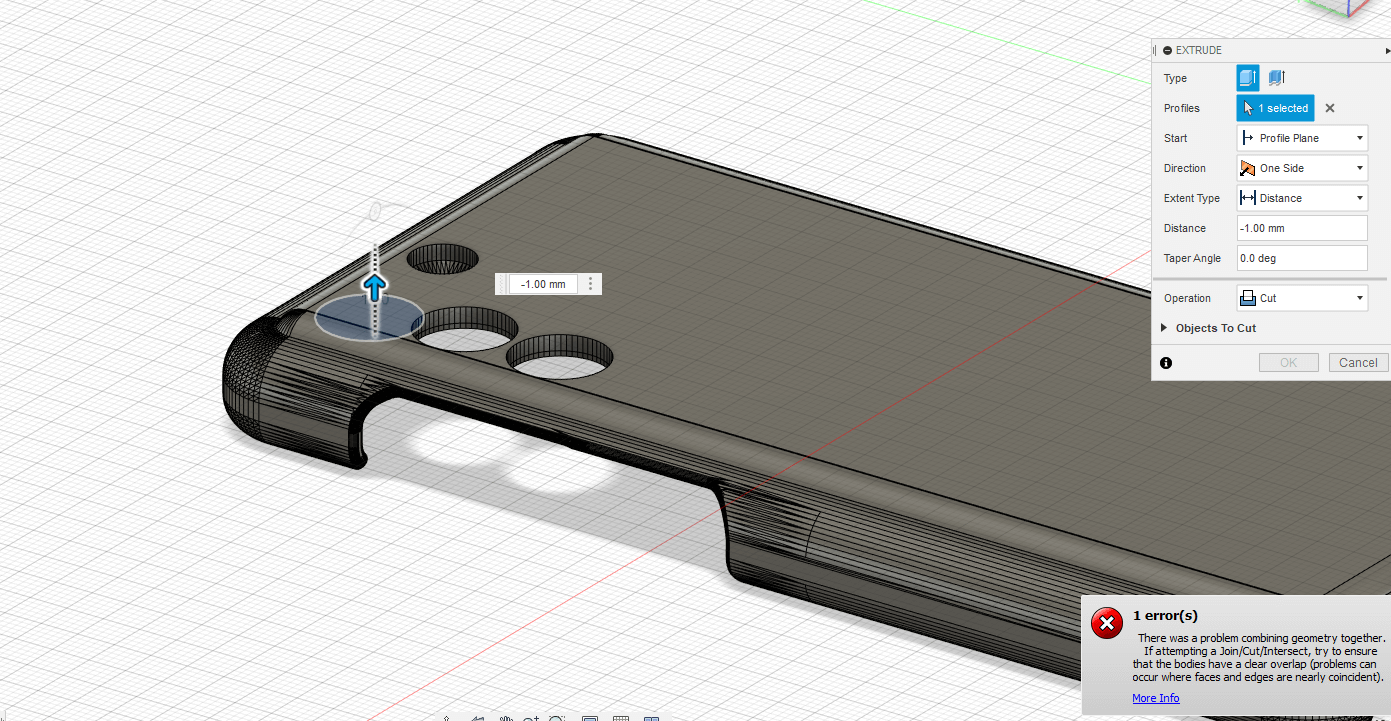 EXTRUDE
Type
Profiles
1 selected
Start
Profile Plane
Direction
One Side
Extent Type
Distance
Distance
-1.00 mm
Taper Angle
0.0 deg
Operation
Cut
Objects To Cut
OK
Cancel
-1.00 mm
1 error(s)
There was a problem combining geometry together.
If attempting a Join/Cut/Intersect, try to ensure
that the bodies have a clear overlap (problems can
occur where faces and edges are nearly coincident).
More Info